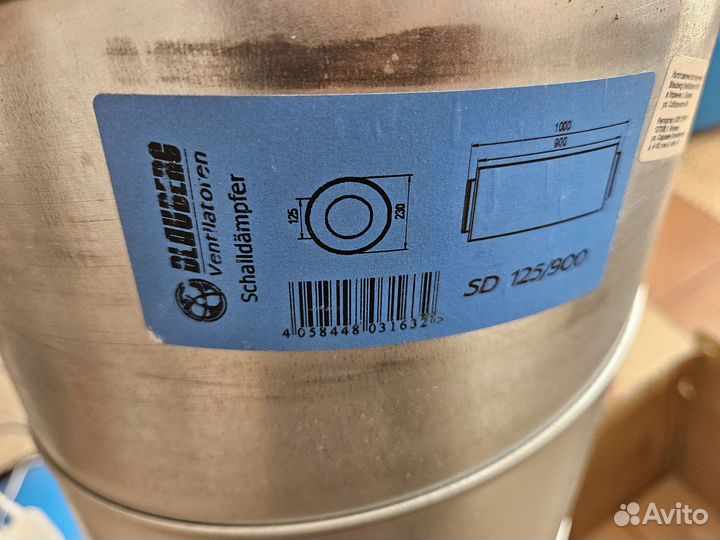 BLAUBERG
Ventilatoren
Schalldämpfer
125
230
1000
900
SD 125/900
4 058448 031632 >
Avito